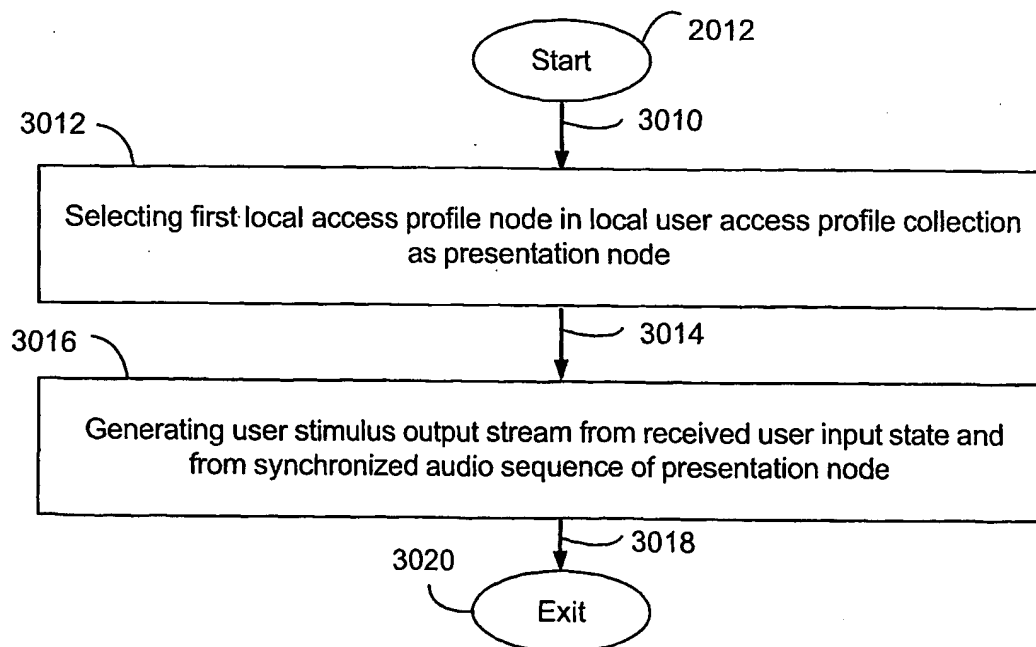 2012
Start
3010
3012
Selecting first local access profile node in local user access profile collection
as presentation node
3014
3016
Generating user stimulus output stream from received user input state and
from synchronized audio sequence of presentation node
3018
3020
Exit